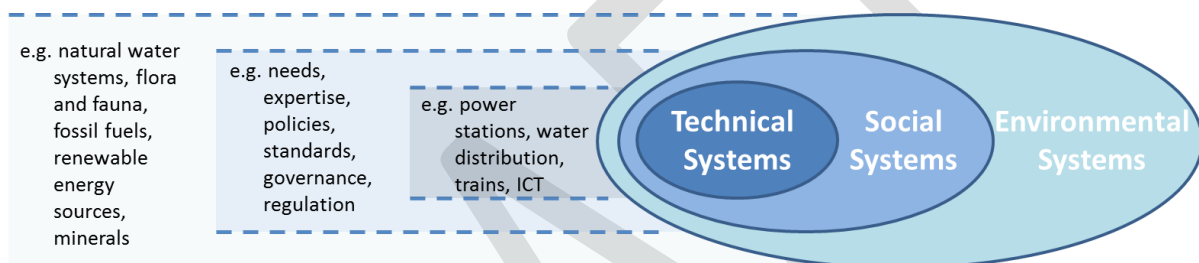 e.g. natural water
systems, flora
and fauna,
fossil fuels,
renewable
energy
sources,
minerals
e.g. needs,
expertise,
policies,
standards,
governance,
regulation
e.g. power
stations, water
distribution,
trains, ICT
Technical
Systems
Social
Systems
Environmental
Systems